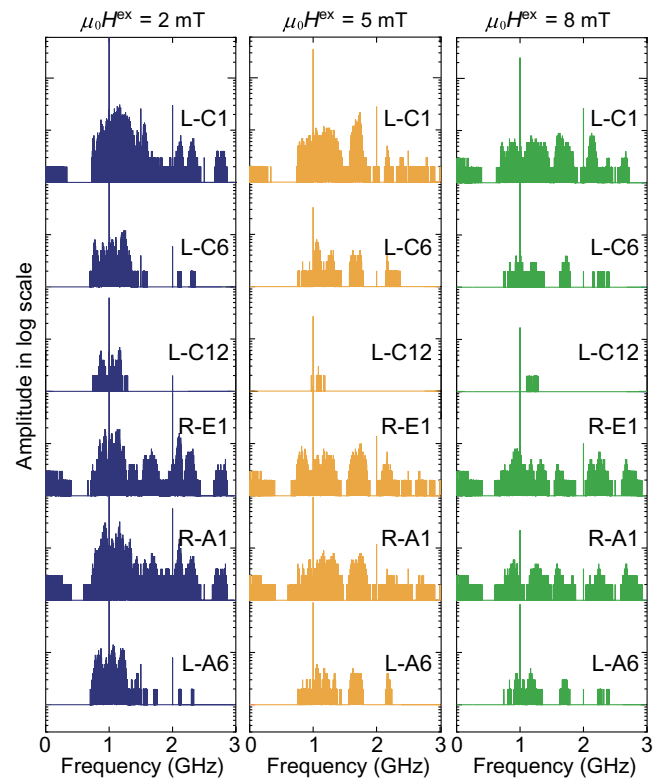 μ₀Hᵉˣ = 2 mT μ₀Hᵉˣ = 5 mT μ₀Hᵉˣ = 8 mT
L-C1 L-C1 L-C1
L-C6 L-C6 L-C6
L-C12 L-C12 L-C12
R-E1 R-E1 R-E1
R-A1 R-A1 R-A1
L-A6 L-A6 L-A6
Amplitude in log scale
0 1 2 3 0 1 2 3 0 1 2 3
Frequency (GHz) Frequency (GHz) Frequency (GHz)